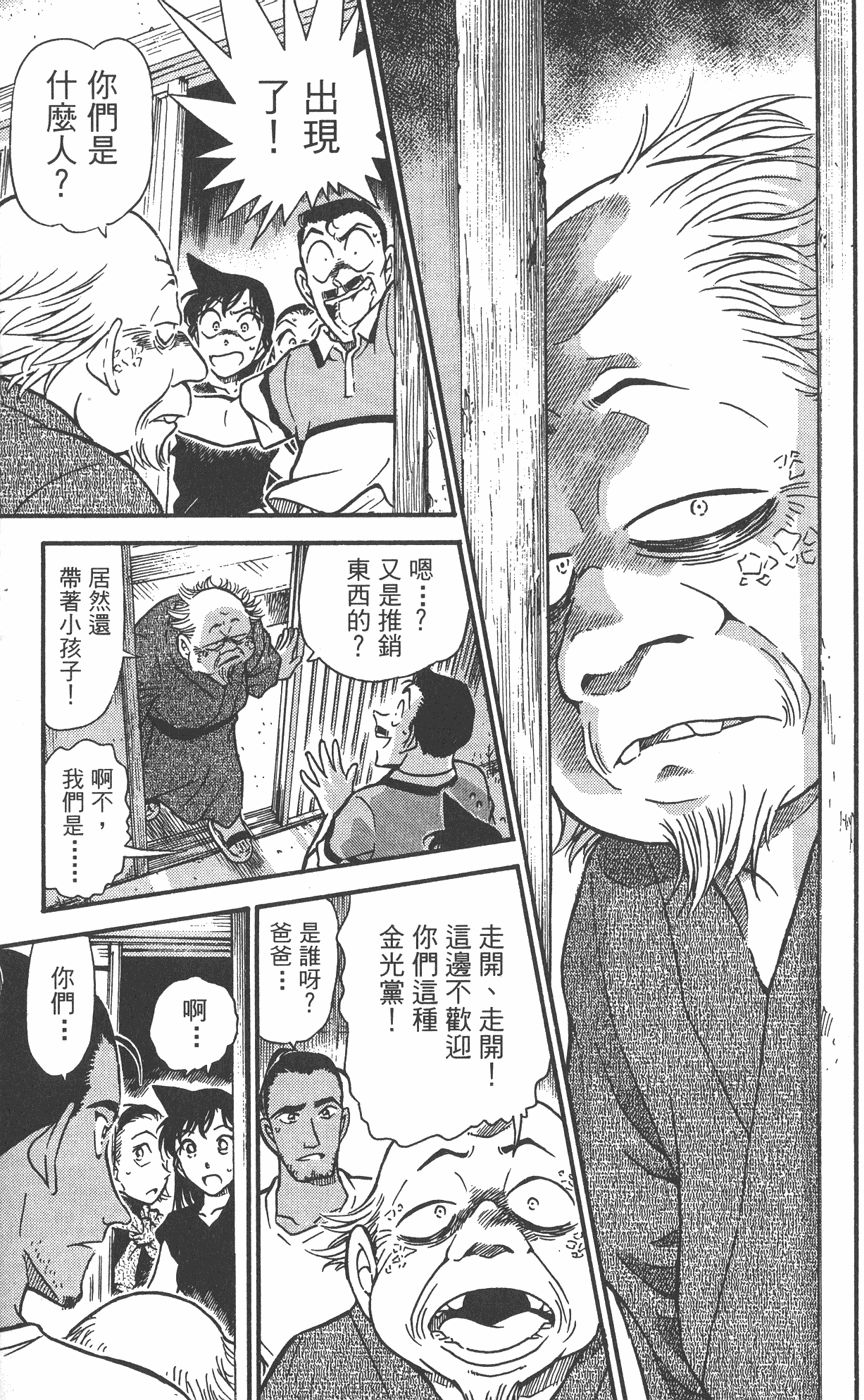 出現
了！
你們是
什麼人？
嗯…？
又是推銷
東西的？
居然還
帶著小孩子！
啊不，
我們是……
走開、走開！
這邊不歡迎
你們這種
金光黨！
是誰呀？
爸爸…
啊…
你們…